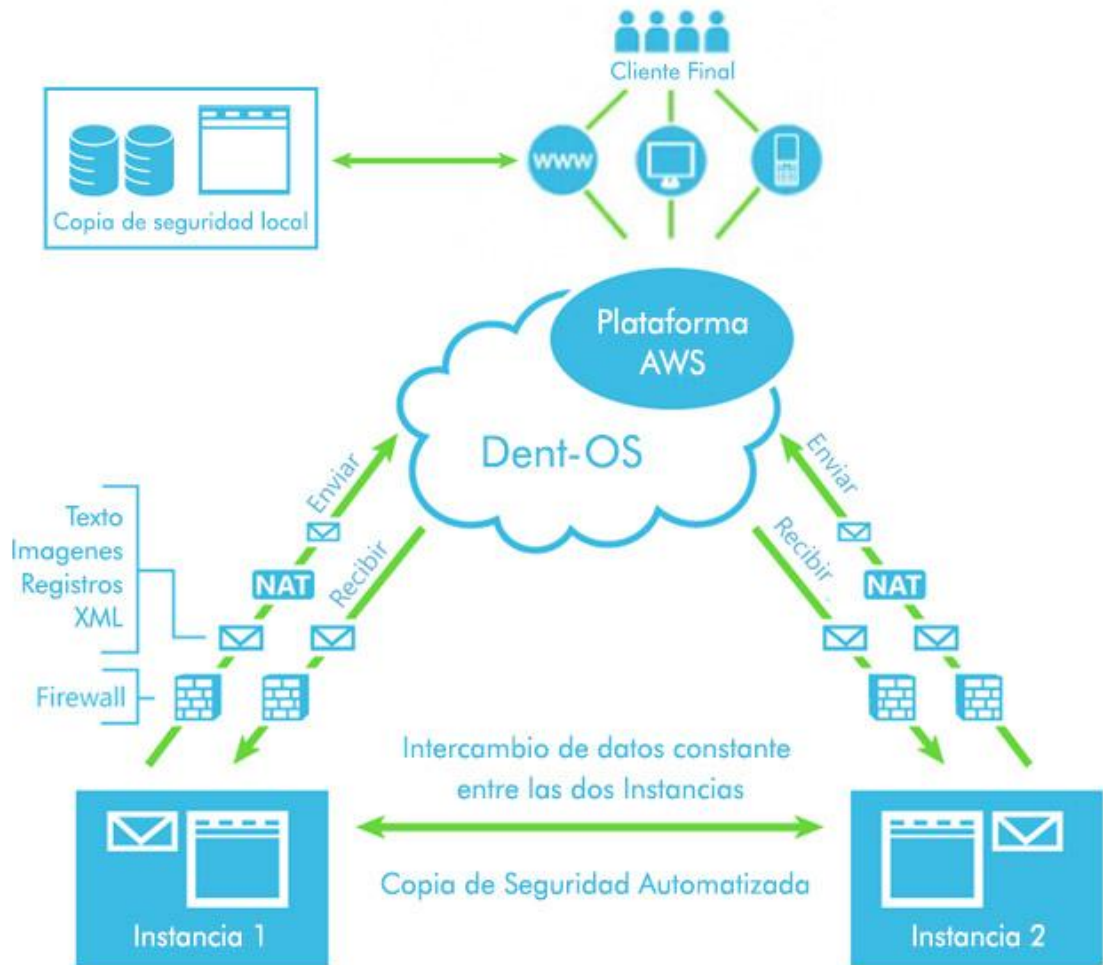 Cliente Final
www
Copia de seguridad local
Plataforma
AWS
Dent-OS
Enviar
Recibir
Enviar
Recibir
Texto
Imagenes
Registros
XML
NAT
NAT
Firewall
Intercambio de datos constante
entre las dos Instancias
Copia de Seguridad Automatizada
Instancia 1
Instancia 2